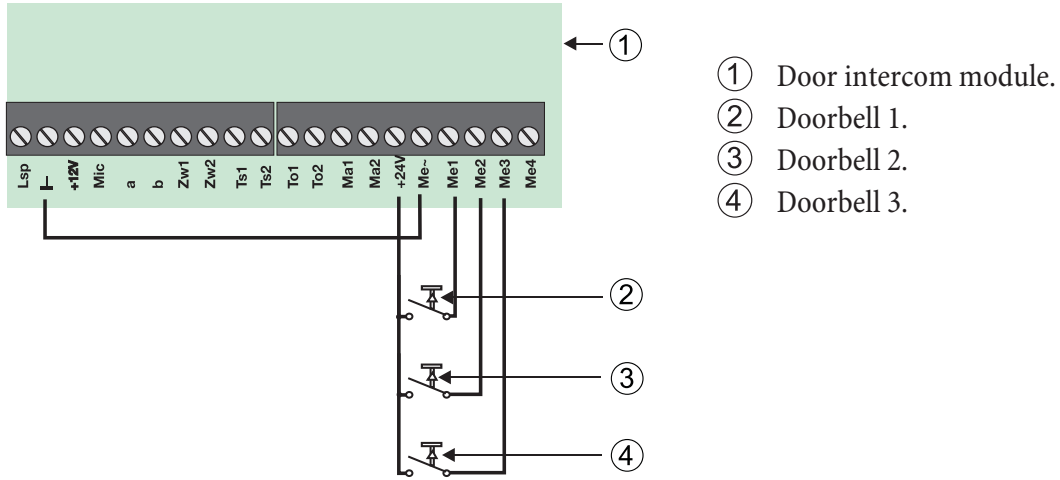 1
1 Door intercom module.
2 Doorbell 1.
3 Doorbell 2.
4 Doorbell 3.
Lsp +12V Mic a b Zw1 Zw2 Ts1 Ts2 To1 To2 Ma1 Ma2 +24V Me~ Me1 Me2 Me3 Me4
2
3
4